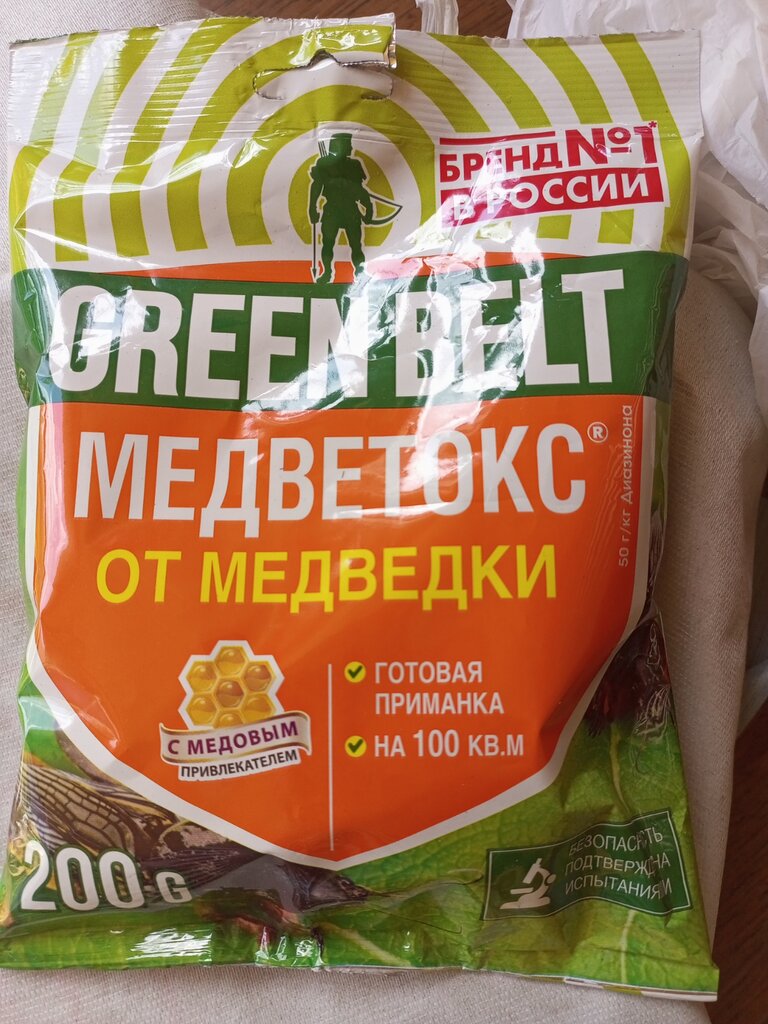 БРЕНД №1*
В РОССИИ
GREEN BELT
МЕДВЕТОКС®
ОТ МЕДВЕДКИ
50 г/кг Диазинона
С МЕДОВЫМ
ПРИВЛЕКАТЕЛЕМ
ГОТОВАЯ
ПРИМАНКА
НА 100 КВ.М
200 G
БЕЗОПАСНОСТЬ
ПОДТВЕРЖДЕНА
ИСПЫТАНИЯМИ